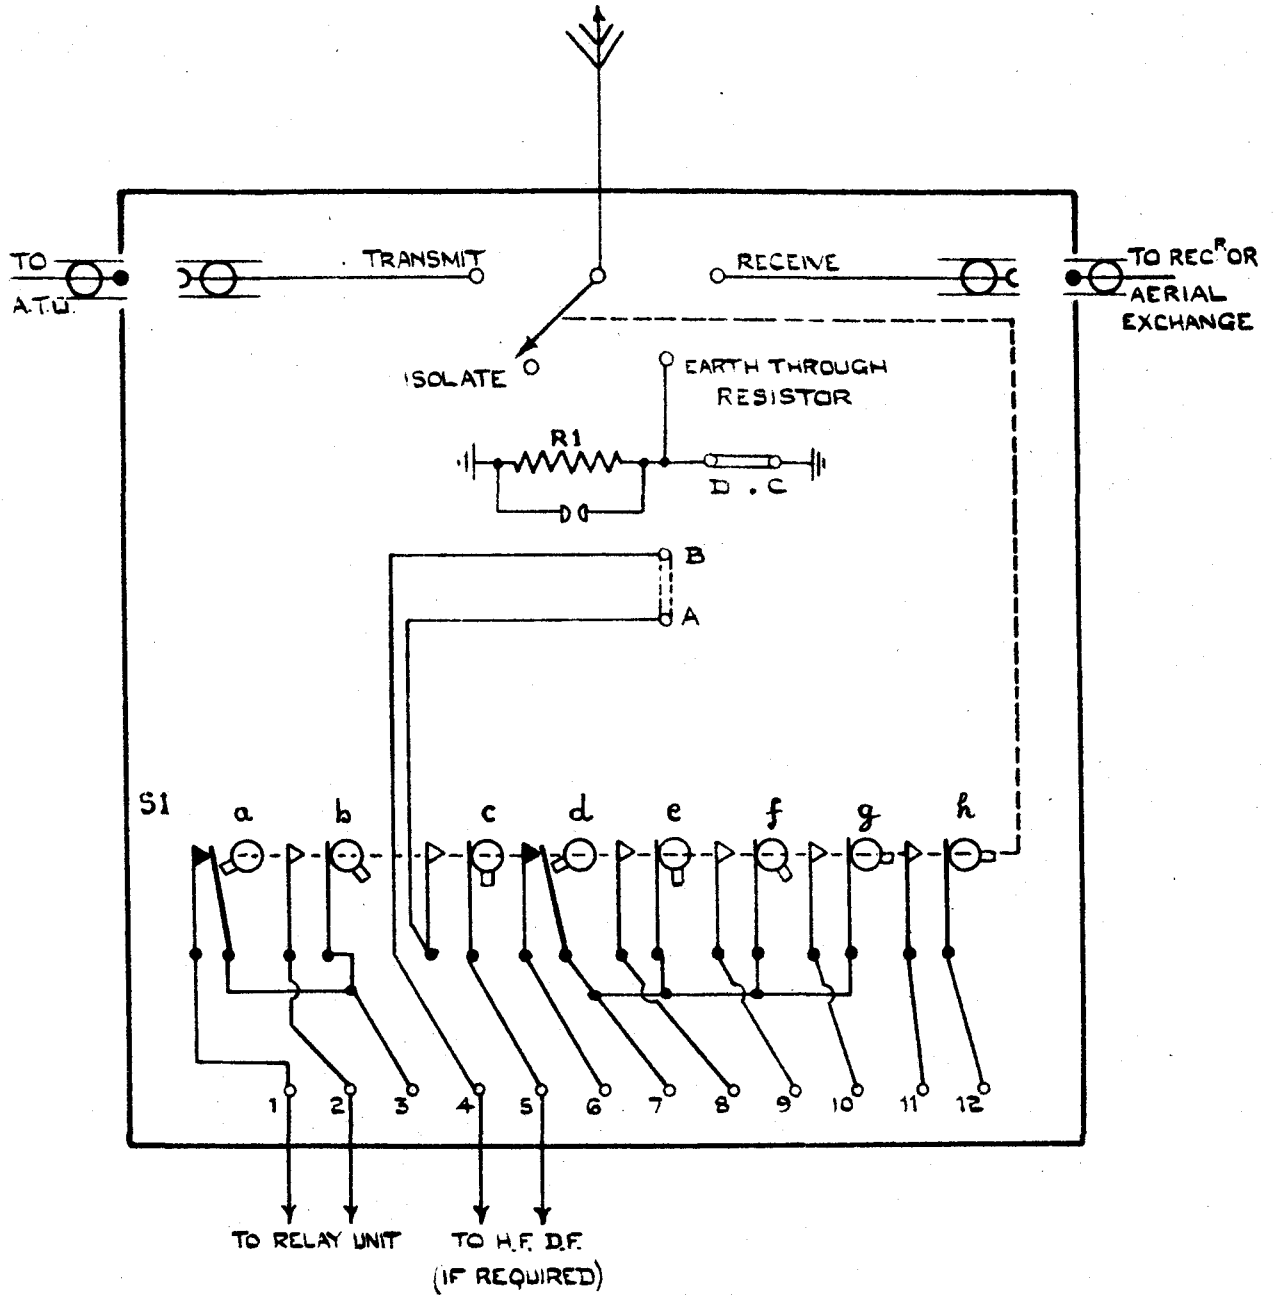 TO
A.T.U.
TRANSMIT
RECEIVE
TO REC^R OR
AERIAL
EXCHANGE
ISOLATE
EARTH THROUGH
RESISTOR
R1
D . C
B
A
S1
a b c d e f g h
1 2 3 4 5 6 7 8 9 10 11 12
TO RELAY UNIT
TO H.F. D.F.
(IF REQUIRED)